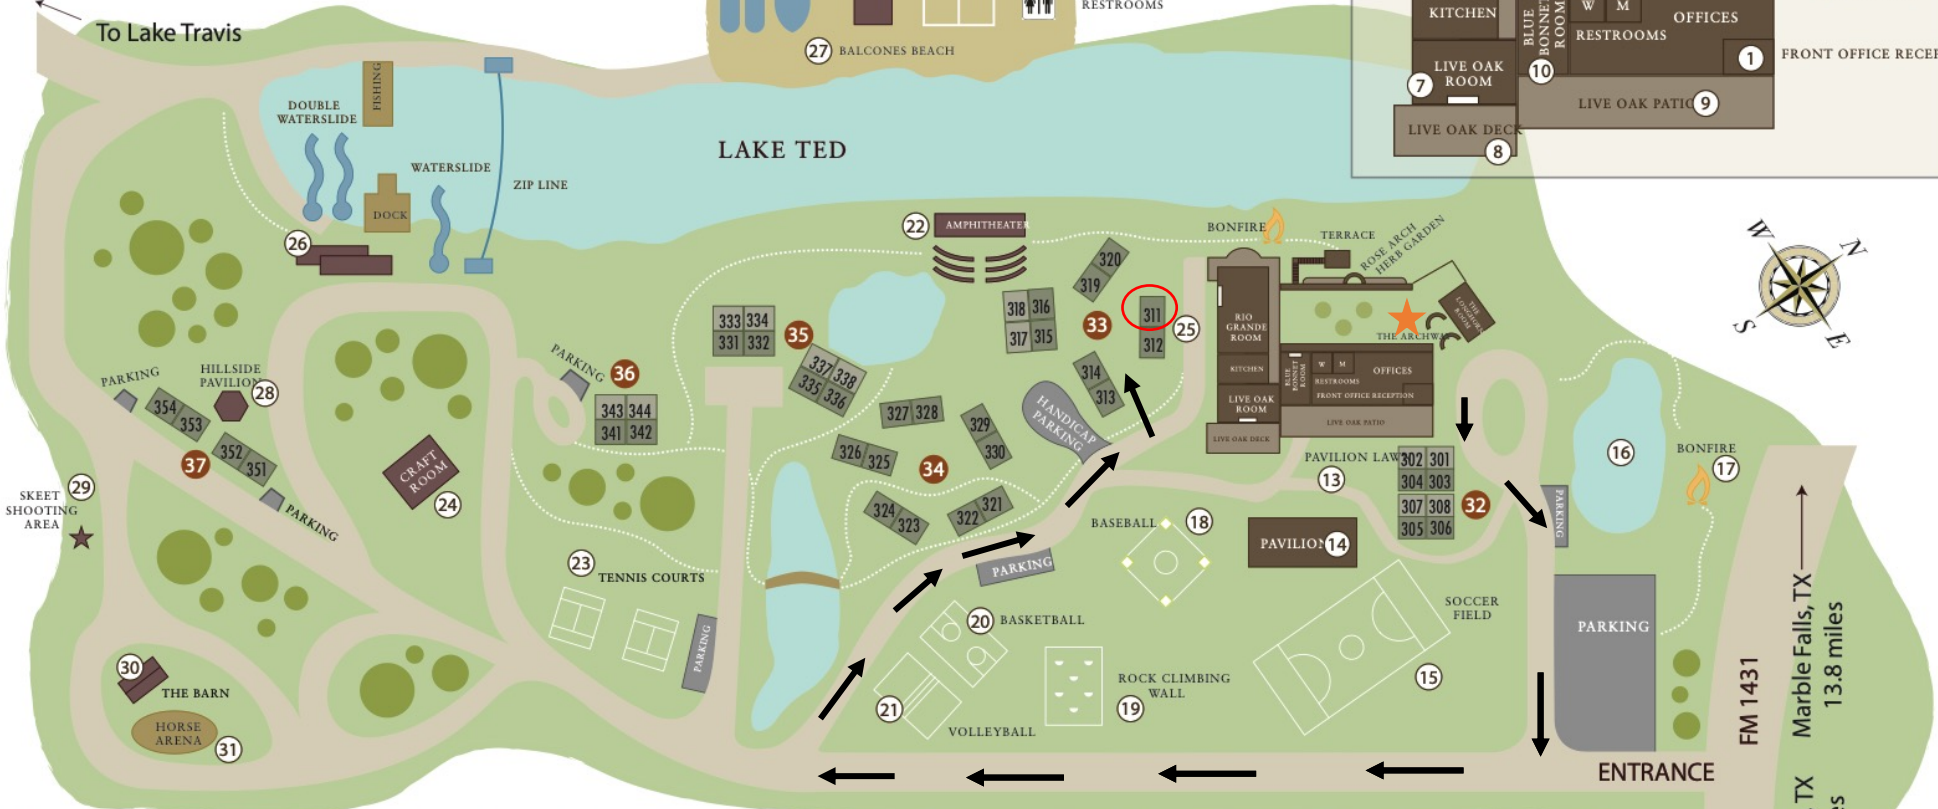 To Lake Travis
RESTROOMS
27 BALCONES BEACH
KITCHEN
BLUE
BONNET
ROOM
W M
OFFICES
RESTROOMS
1 FRONT OFFICE RECEP
LIVE OAK
ROOM
7
10
LIVE OAK PATIO 9
LIVE OAK DECK
8
FISHING
DOUBLE
WATERSLIDE
WATERSLIDE
ZIP LINE
DOCK
26
LAKE TED
22 AMPHITHEATER
BONFIRE
TERRACE
ROSE ARCH
HERB GARDEN
THE
LONGHORN
ROOM
THE ARCHWAY
W
N
S
E
320
319
318 316
317 315
33
311
312
25
314
313
RIO
GRANDE
ROOM
KITCHEN
LIVE OAK
ROOM
LIVE OAK DECK
BLUE
BONNET
ROOM
W M
RESTROOMS
OFFICES
FRONT OFFICE RECEPTION
LIVE OAK PATIO
333 334
331 332
35
337 338
335 336
PARKING
36
343 344
341 342
327 328
329
330
326 325
34
324 323
322 321
HANDICAP
PARKING
PARKING
HILLSIDE
PAVILION
28
354 353
352 351
37
PARKING
CRAFT
ROOM
24
29
SKEET
SHOOTING
AREA
23
TENNIS COURTS
PARKING
30
THE BARN
HORSE
ARENA
31
PARKING
BASEBALL 18
20 BASKETBALL
21
VOLLEYBALL
ROCK CLIMBING
WALL
19
PAVILION LAWN
13
PAVILION 14
302 301
304 303
307 308
305 306
32
SOCCER
FIELD
15
PARKING
16
BONFIRE
17
PARKING
ENTRANCE
FM 1431
Marble Falls, TX
13.8 miles
TX
es